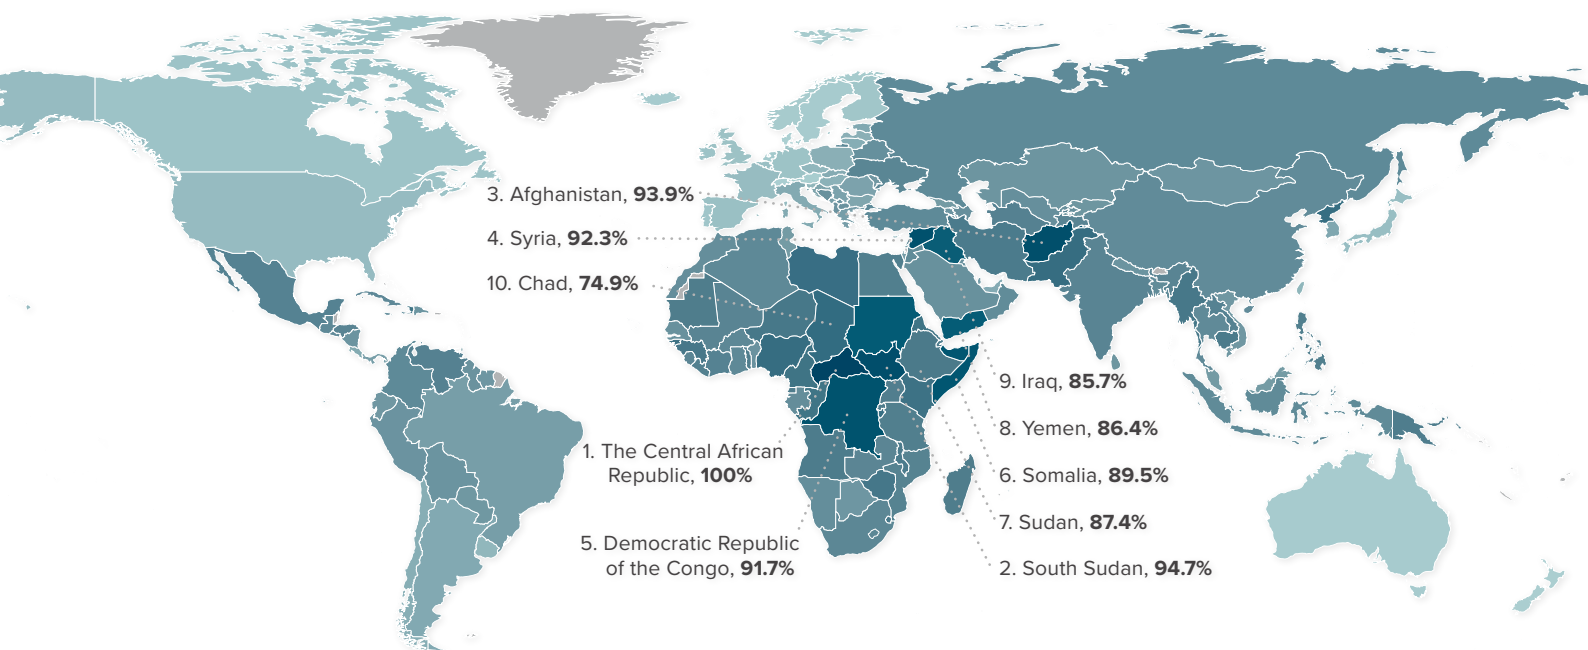 3. Afghanistan, 93.9%
4. Syria, 92.3%
10. Chad, 74.9%
1. The Central African
Republic, 100%
5. Democratic Republic
of the Congo, 91.7%
9. Iraq, 85.7%
8. Yemen, 86.4%
6. Somalia, 89.5%
7. Sudan, 87.4%
2. South Sudan, 94.7%